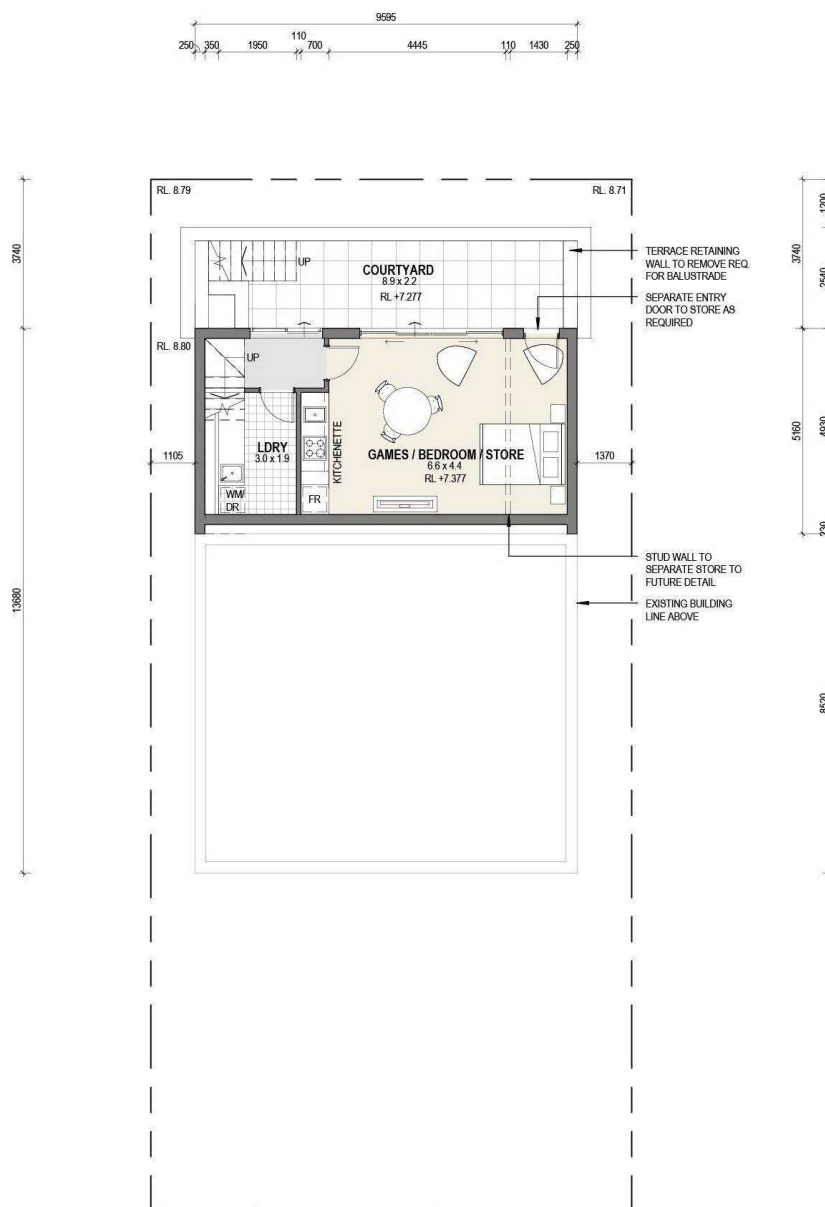 9595
110
250 350 1950 700 4445 110 1430 250
RL. 8.79
RL. 8.71
3740
3740
1200
2540
UP
COURTYARD
8.9 x 2.2
RL +7.277
TERRACE RETAINING
WALL TO REMOVE REQ.
FOR BALUSTRADE
SEPARATE ENTRY
DOOR TO STORE AS
REQUIRED
RL. 8.80
UP
KITCHENETTE
LDRY
3.0 x 1.9
GAMES / BEDROOM / STORE
6.6 x 4.4
RL +7.377
1105
1370
5160
4930
WM/
DR
FR
230
STUD WALL TO
SEPARATE STORE TO
FUTURE DETAIL
EXISTING BUILDING
LINE ABOVE
13680
8520